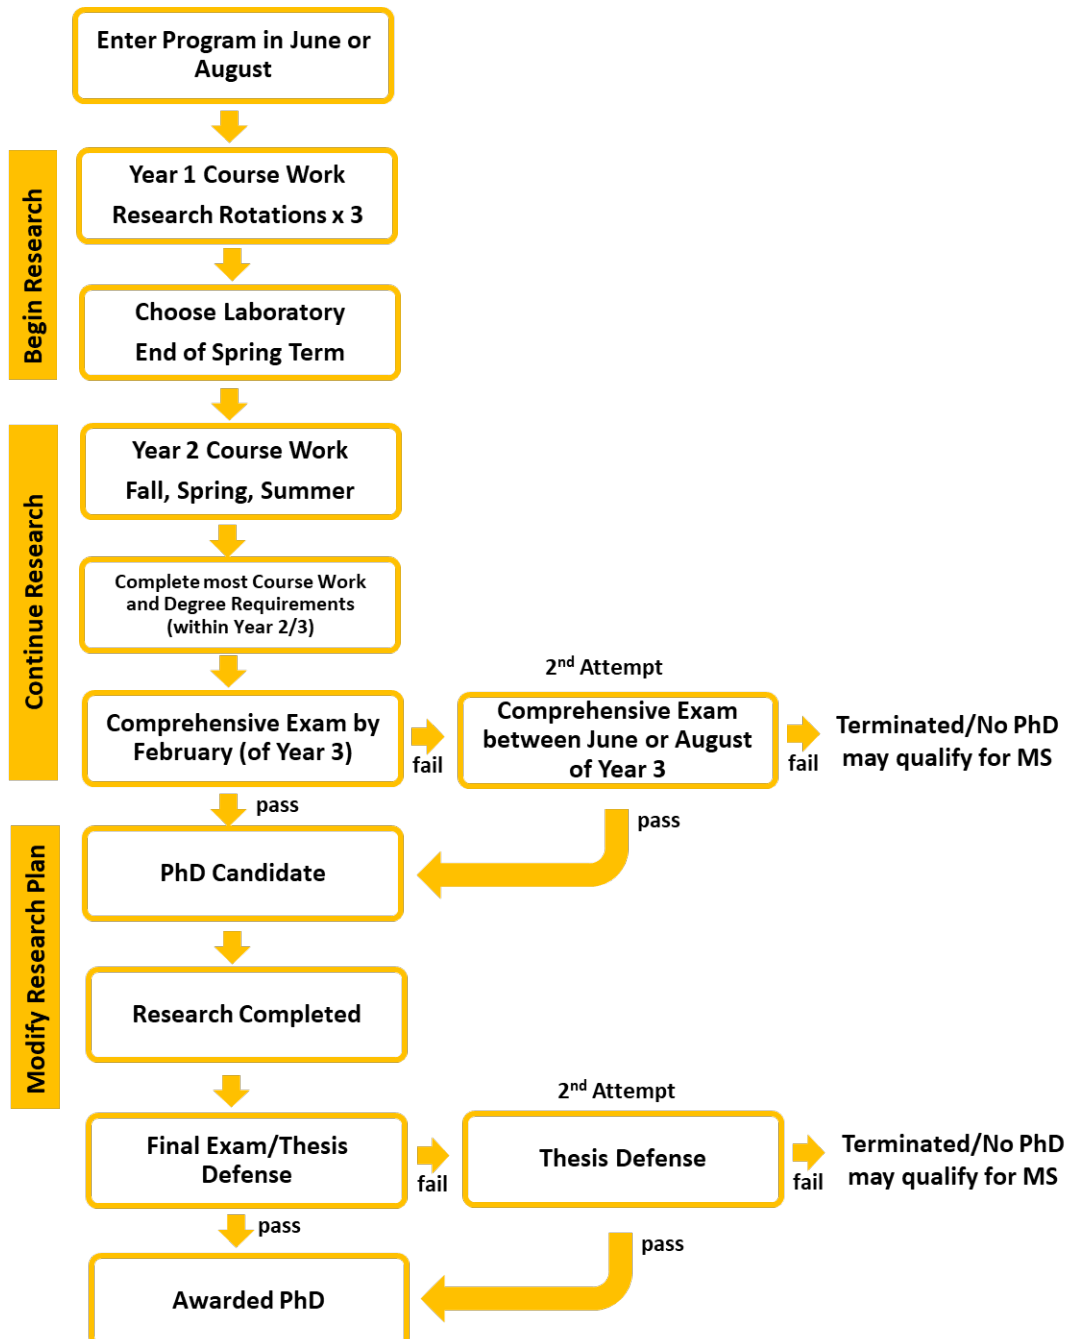 Enter Program in June or
August
Begin Research
Year 1 Course Work
Research Rotations x 3
Choose Laboratory
End of Spring Term
Continue Research
Year 2 Course Work
Fall, Spring, Summer
Complete most Course Work
and Degree Requirements
(within Year 2/3)
Comprehensive Exam by
February (of Year 3)
fail
2nd Attempt
Comprehensive Exam
between June or August
of Year 3
fail
Terminated/No PhD
may qualify for MS
pass
pass
Modify Research Plan
PhD Candidate
Research Completed
Final Exam/Thesis
Defense
fail
2nd Attempt
Thesis Defense
fail
Terminated/No PhD
may qualify for MS
pass
pass
Awarded PhD